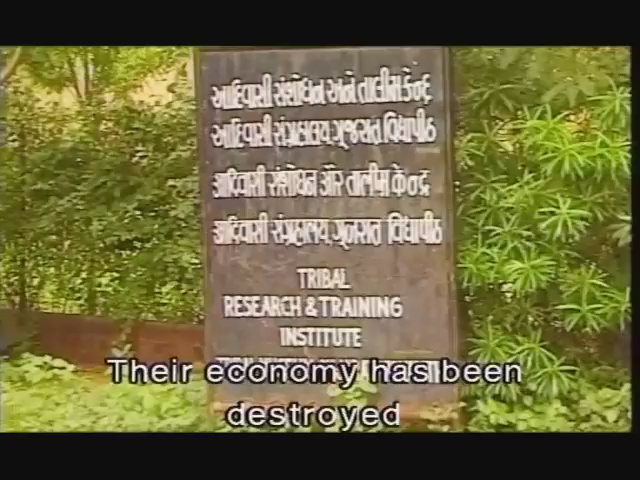 આદિવાસી સંશોધન અને તાલીમ કેન્દ્ર
આદિવાસી સંગ્રહાલય ગૂજરાત વિદ્યાપીઠ
आदिवासी संशोधन और तालीम केन्द्र
आदिवासी संग्रहालय गूजरात विद्यापीठ
TRIBAL
RESEARCH & TRAINING
INSTITUTE
Their economy has been
destroyed